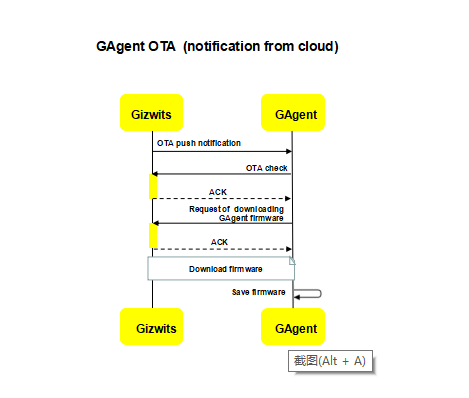 GAgent OTA (notification from cloud)
Gizwits
GAgent
OTA push notification
OTA check
ACK
Request of downloading
GAgent firmware
ACK
Download firmware
Save firmware
Gizwits
GAgent
截图(Alt + A)